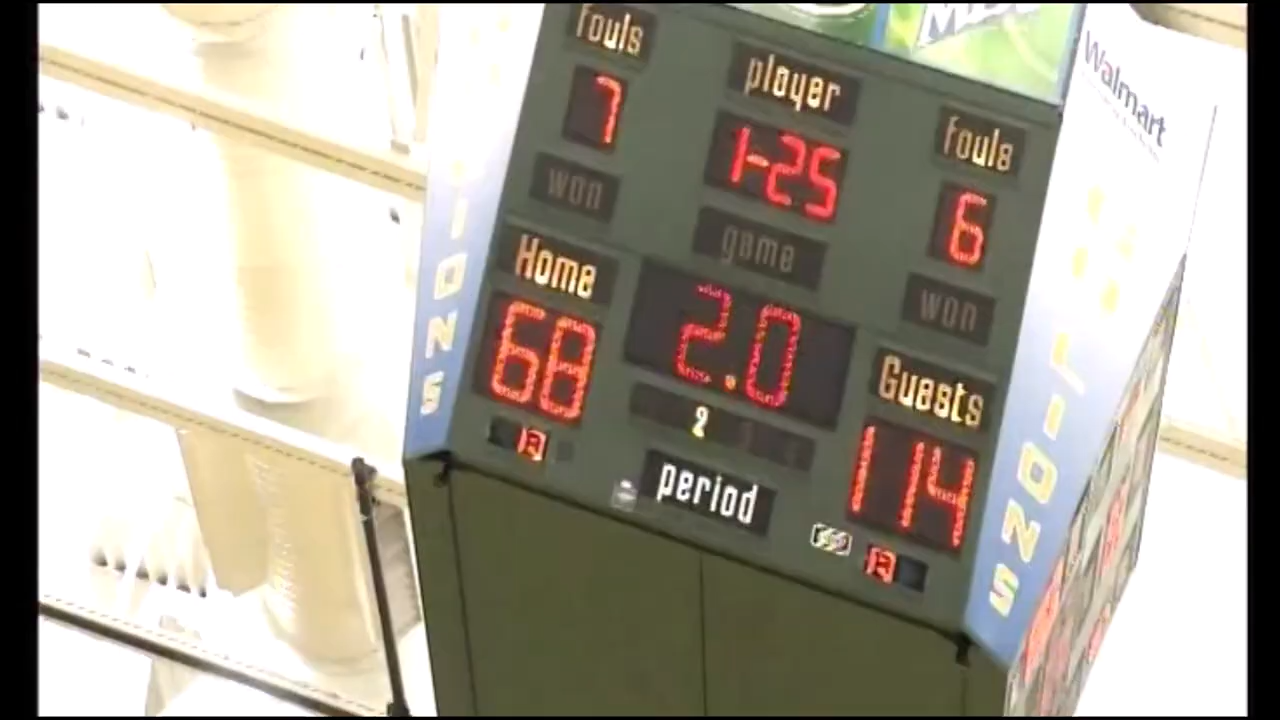 fouls
player
fouls
7
1-25
6
won
game
won
Home
2.0
Guests
68
2
114
period
Walmart
IONS
LIONS